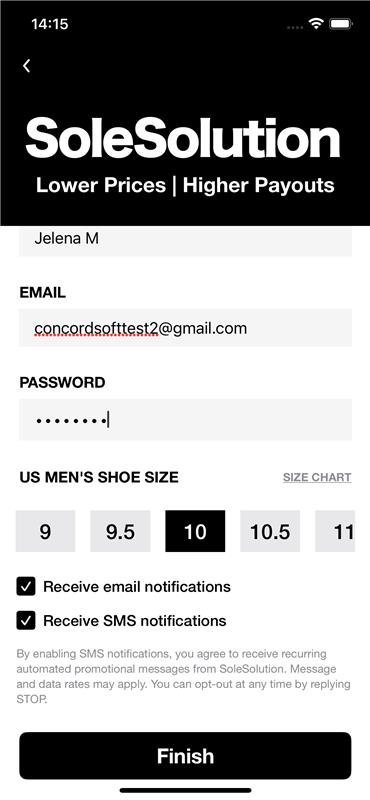 14:15
SoleSolution
Lower Prices | Higher Payouts
Jelena M
EMAIL
concordsofttest2@gmail.com
PASSWORD
••••••••
US MEN'S SHOE SIZE SIZE CHART
9 9.5 10 10.5 11
Receive email notifications
Receive SMS notifications
By enabling SMS notifications, you agree to receive recurring
automated promotional messages from SoleSolution. Message
and data rates may apply. You can opt-out at any time by replying
STOP.
Finish